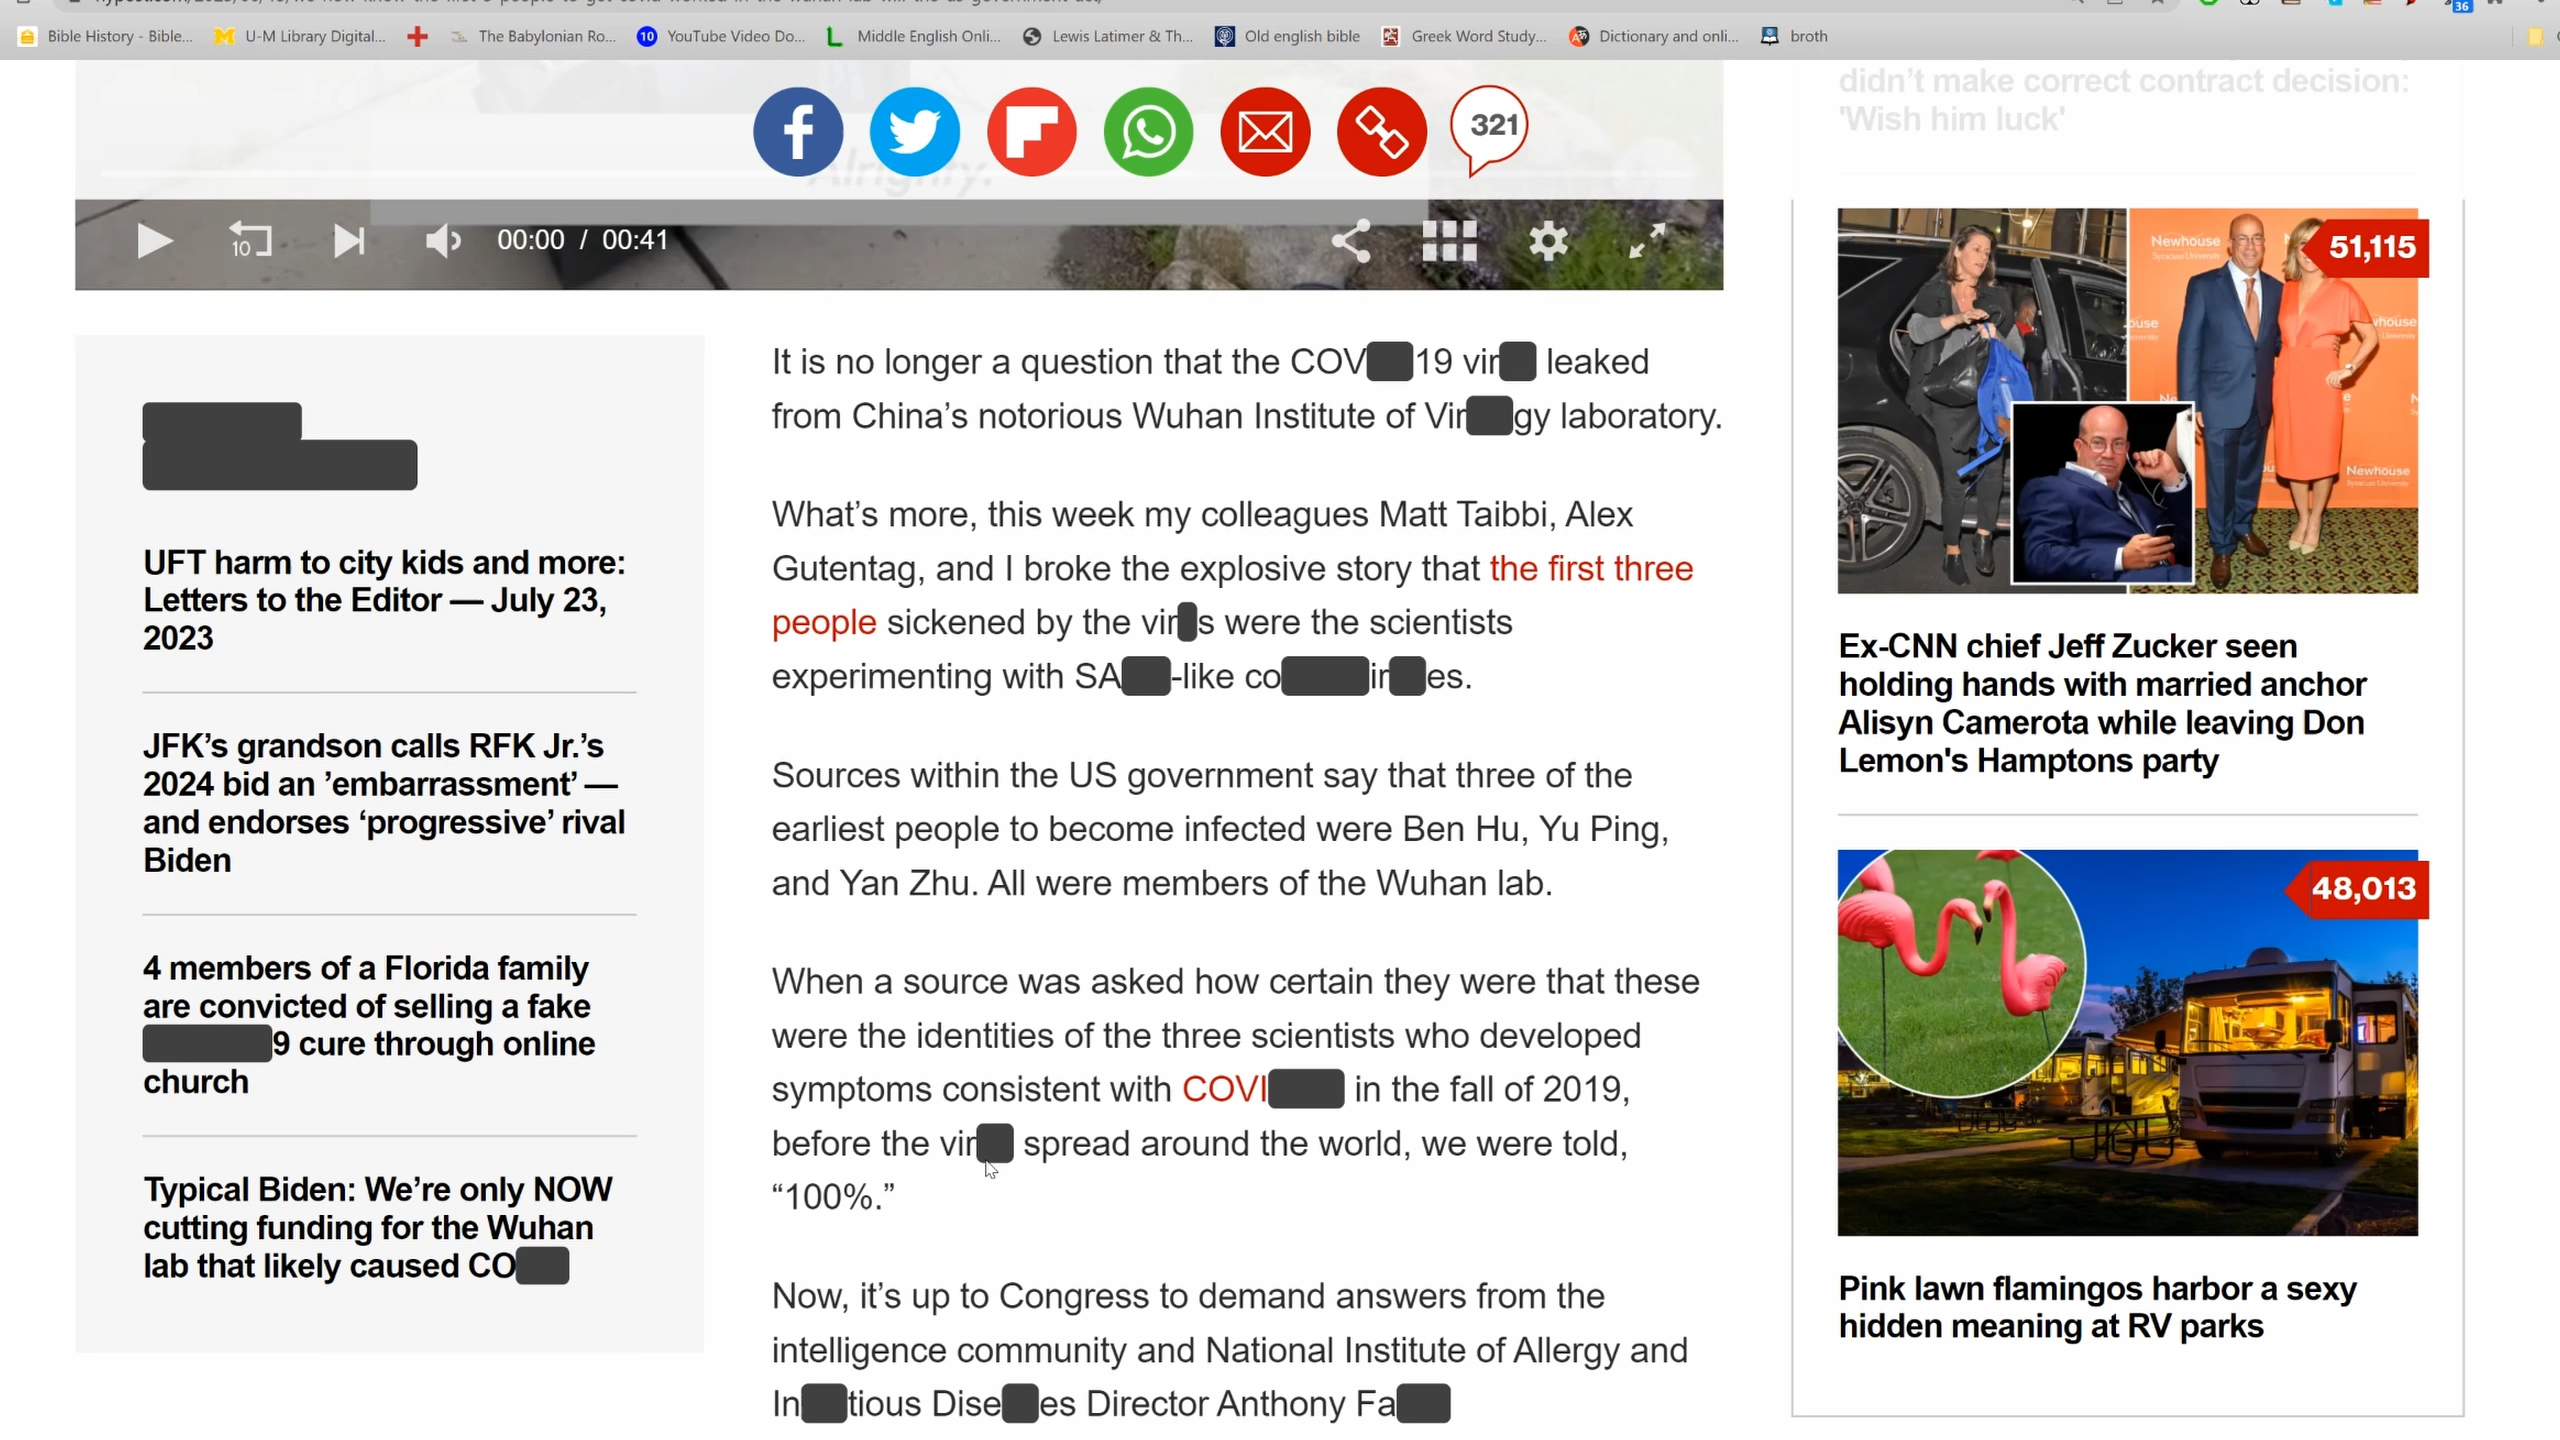 Bible History - Bible...
U-M Library Digital...
The Babylonian Ro...
10
YouTube Video Do...
Middle English Onli...
Lewis Latimer & Th...
Old english bible
Greek Word Study...
Dictionary and onli...
broth
36
321
00:00 / 00:41
10
UFT harm to city kids and more:
Letters to the Editor — July 23,
2023
JFK’s grandson calls RFK Jr.’s
2024 bid an ’embarrassment’ —
and endorses ‘progressive’ rival
Biden
4 members of a Florida family
are convicted of selling a fake
9 cure through online
church
Typical Biden: We’re only NOW
cutting funding for the Wuhan
lab that likely caused CO
It is no longer a question that the COV 19 vir leaked
from China’s notorious Wuhan Institute of Vir gy laboratory.
What’s more, this week my colleagues Matt Taibbi, Alex
Gutentag, and I broke the explosive story that the first three
people sickened by the vir s were the scientists
experimenting with SA -like co ir es.
Sources within the US government say that three of the
earliest people to become infected were Ben Hu, Yu Ping,
and Yan Zhu. All were members of the Wuhan lab.
When a source was asked how certain they were that these
were the identities of the three scientists who developed
symptoms consistent with COVI in the fall of 2019,
before the vir spread around the world, we were told,
“100%.”
Now, it’s up to Congress to demand answers from the
intelligence community and National Institute of Allergy and
In tious Dise es Director Anthony Fa
didn’t make correct contract decision:
'Wish him luck'
Newhouse
Syracuse University
51,115
Newhouse
Ex-CNN chief Jeff Zucker seen
holding hands with married anchor
Alisyn Camerota while leaving Don
Lemon's Hamptons party
48,013
Pink lawn flamingos harbor a sexy
hidden meaning at RV parks